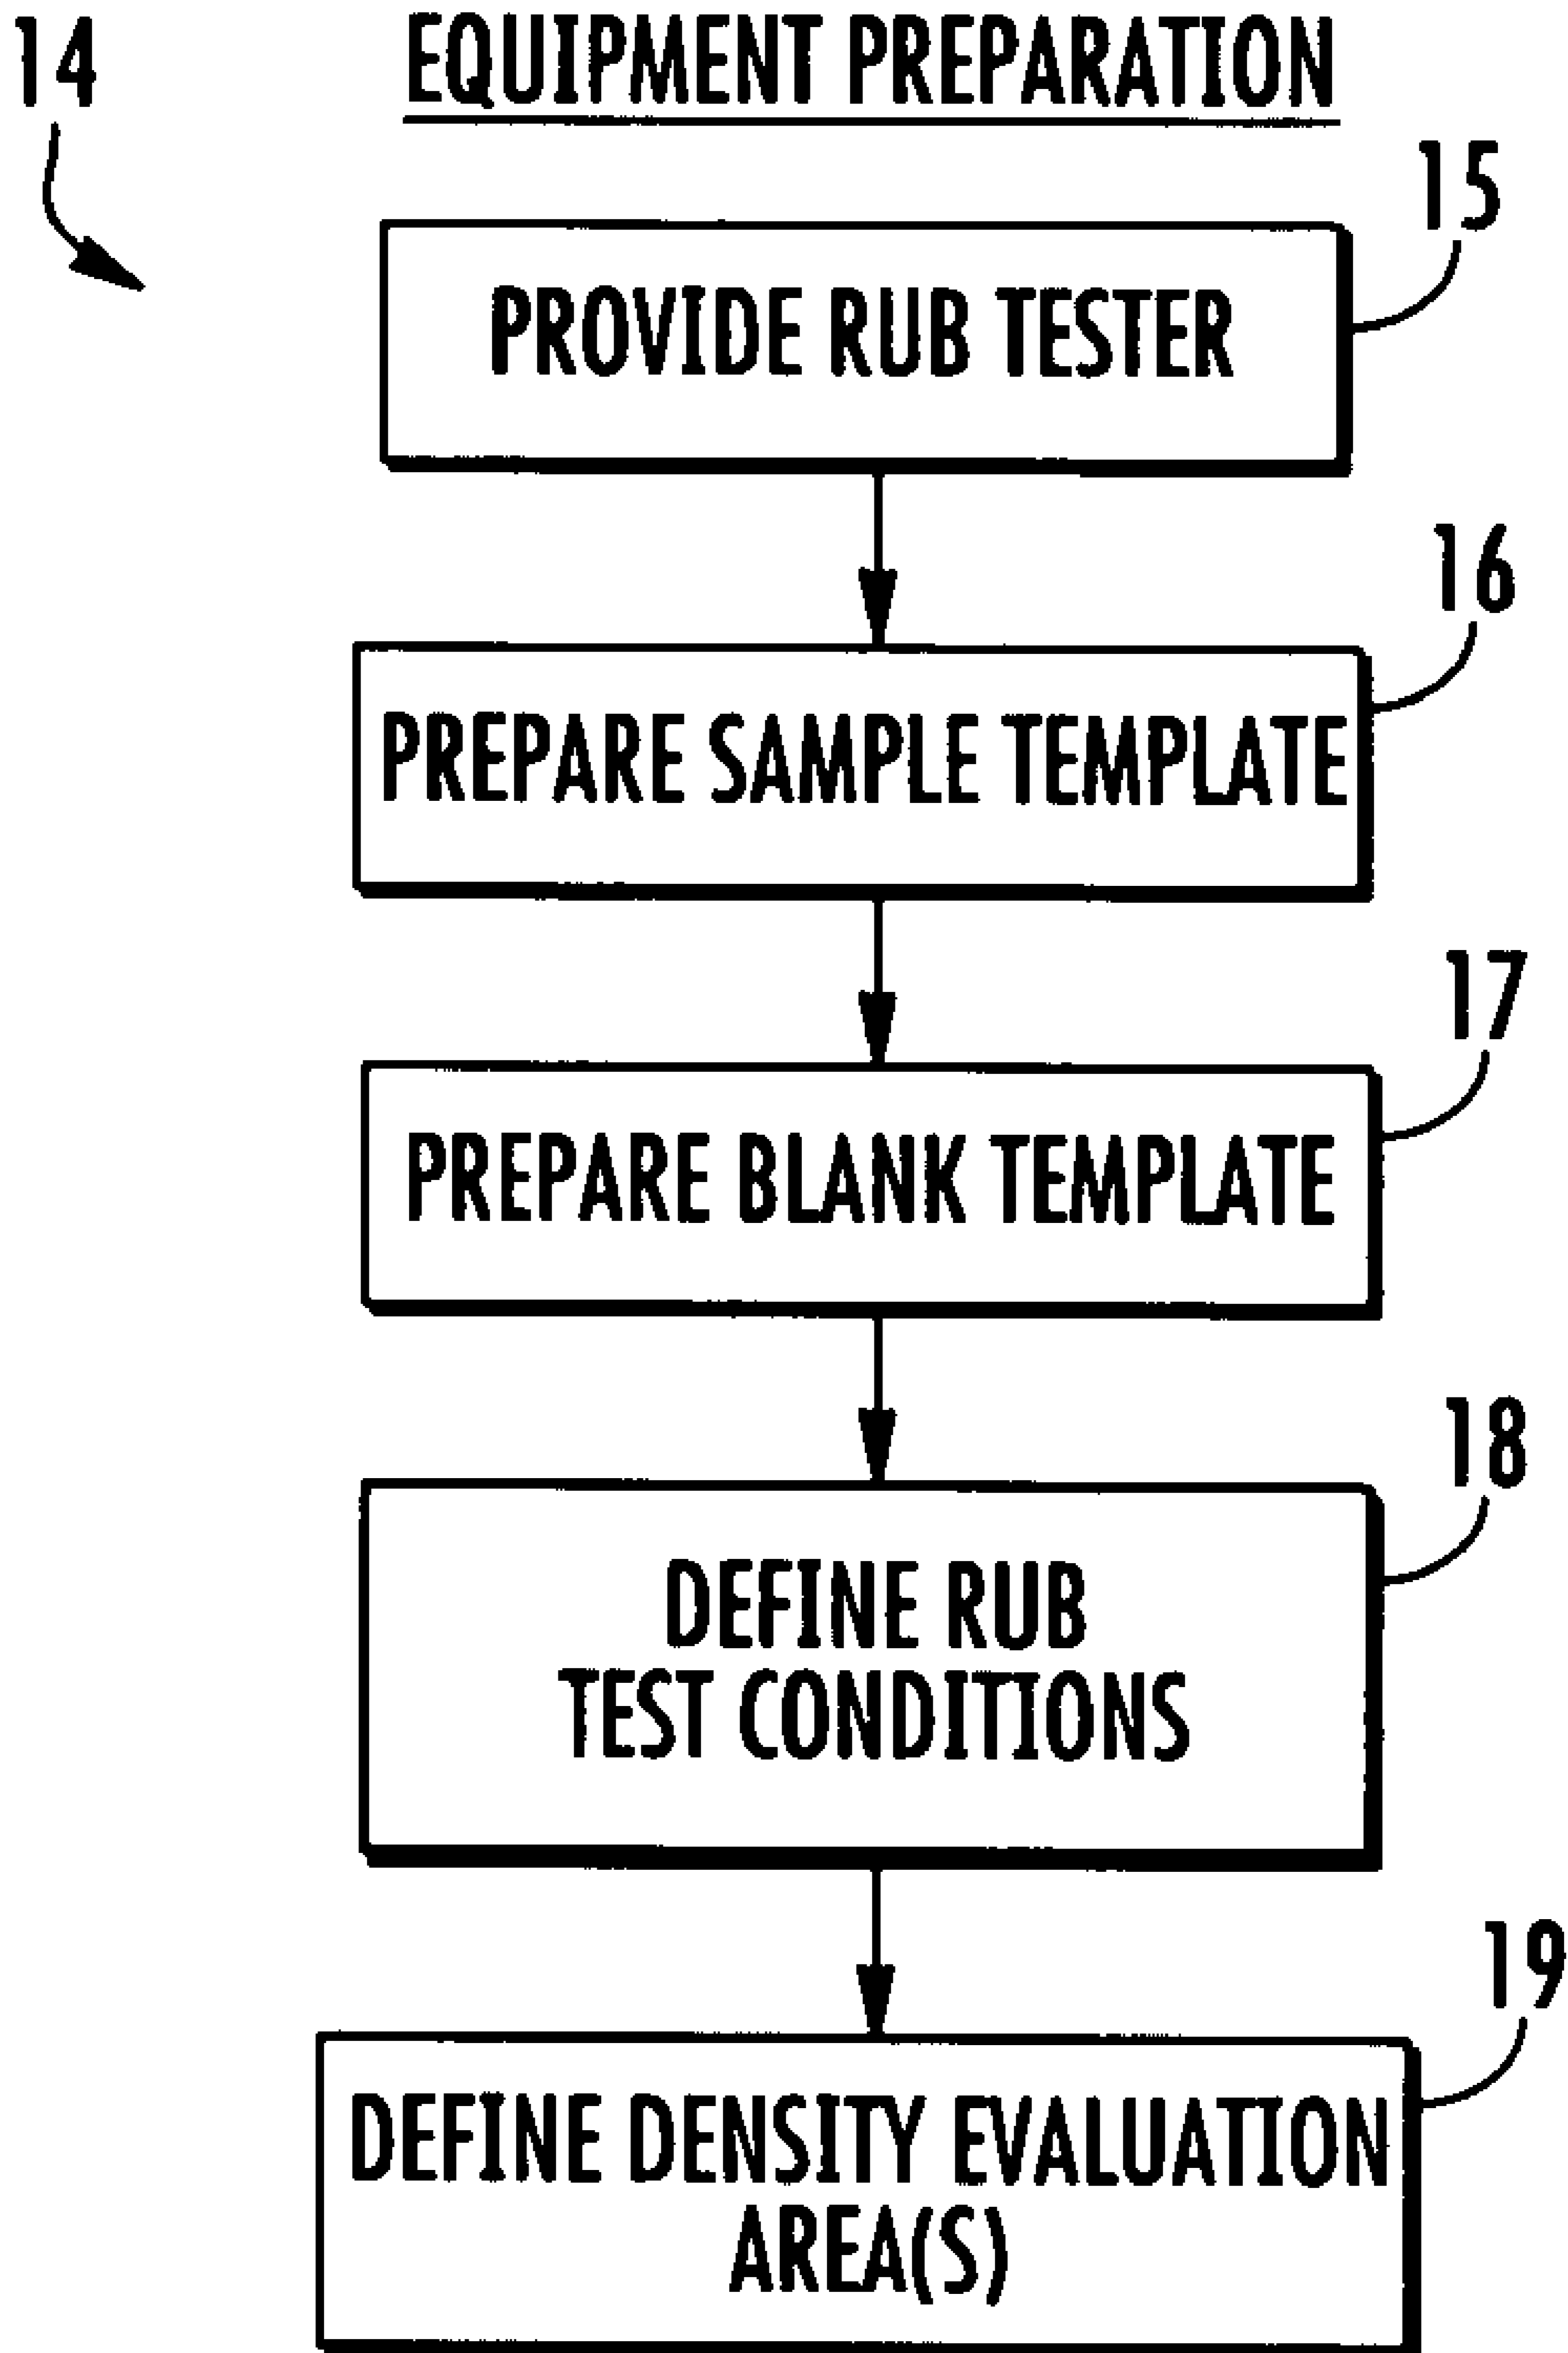 14
EQUIPMENT PREPARATION
15
PROVIDE RUB TESTER
16
PREPARE SAMPLE TEMPLATE
17
PREPARE BLANK TEMPLATE
18
DEFINE RUB
TEST CONDITIONS
19
DEFINE DENSITY EVALUATION
AREA(S)